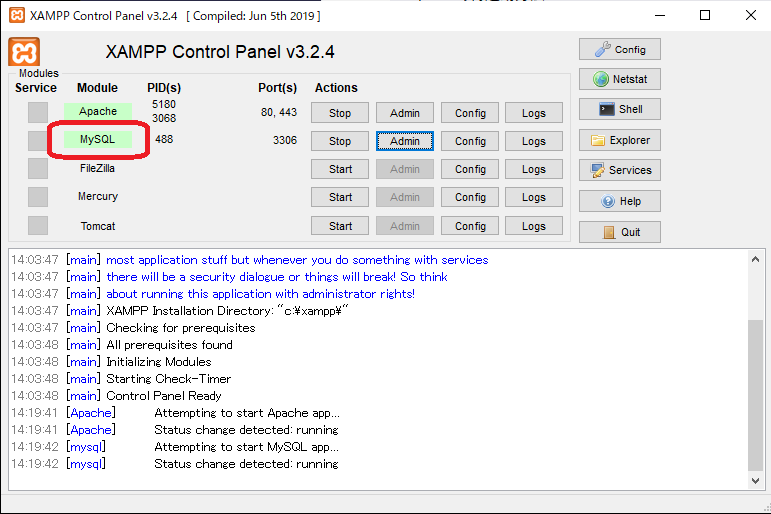 XAMPP Control Panel v3.2.4 [ Compiled: Jun 5th 2019 ]
XAMPP Control Panel v3.2.4
Modules
Service Module PID(s) Port(s) Actions
Apache 5180 3068 80, 443 Stop Admin Config Logs
MySQL 488 3306 Stop Admin Config Logs
FileZilla Start Admin Config Logs
Mercury Start Admin Config Logs
Tomcat Start Admin Config Logs
Config
Netstat
Shell
Explorer
Services
Help
Quit
14:03:47 [main] most application stuff but whenever you do something with services
14:03:47 [main] there will be a security dialogue or things will break! So think
14:03:47 [main] about running this application with administrator rights!
14:03:47 [main] XAMPP Installation Directory: "c:¥xampp¥"
14:03:47 [main] Checking for prerequisites
14:03:48 [main] All prerequisites found
14:03:48 [main] Initializing Modules
14:03:48 [main] Starting Check-Timer
14:03:48 [main] Control Panel Ready
14:19:41 [Apache] Attempting to start Apache app...
14:19:41 [Apache] Status change detected: running
14:19:42 [mysql] Attempting to start MySQL app...
14:19:42 [mysql] Status change detected: running